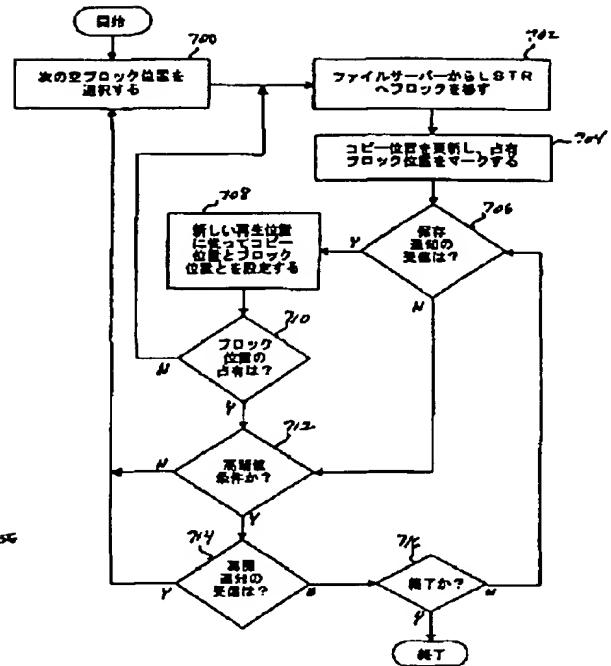 開始
700
次の空ブロック位置を
選択する
702
ファイルサーバーからLSTR
へブロックを移す
704
コピー位置を更新し、占有
ブロック位置をマークする
706
保存
通知の
受信は?
Y
N
708
新しい再生位置
に従ってコピー
位置とブロック
位置とを設定する
710
ブロック
位置の
占有は?
N
Y
712
高閾値
条件か?
N
Y
714
再開
通知の
受信は?
Y
N
716
終了か?
N
Y
終了